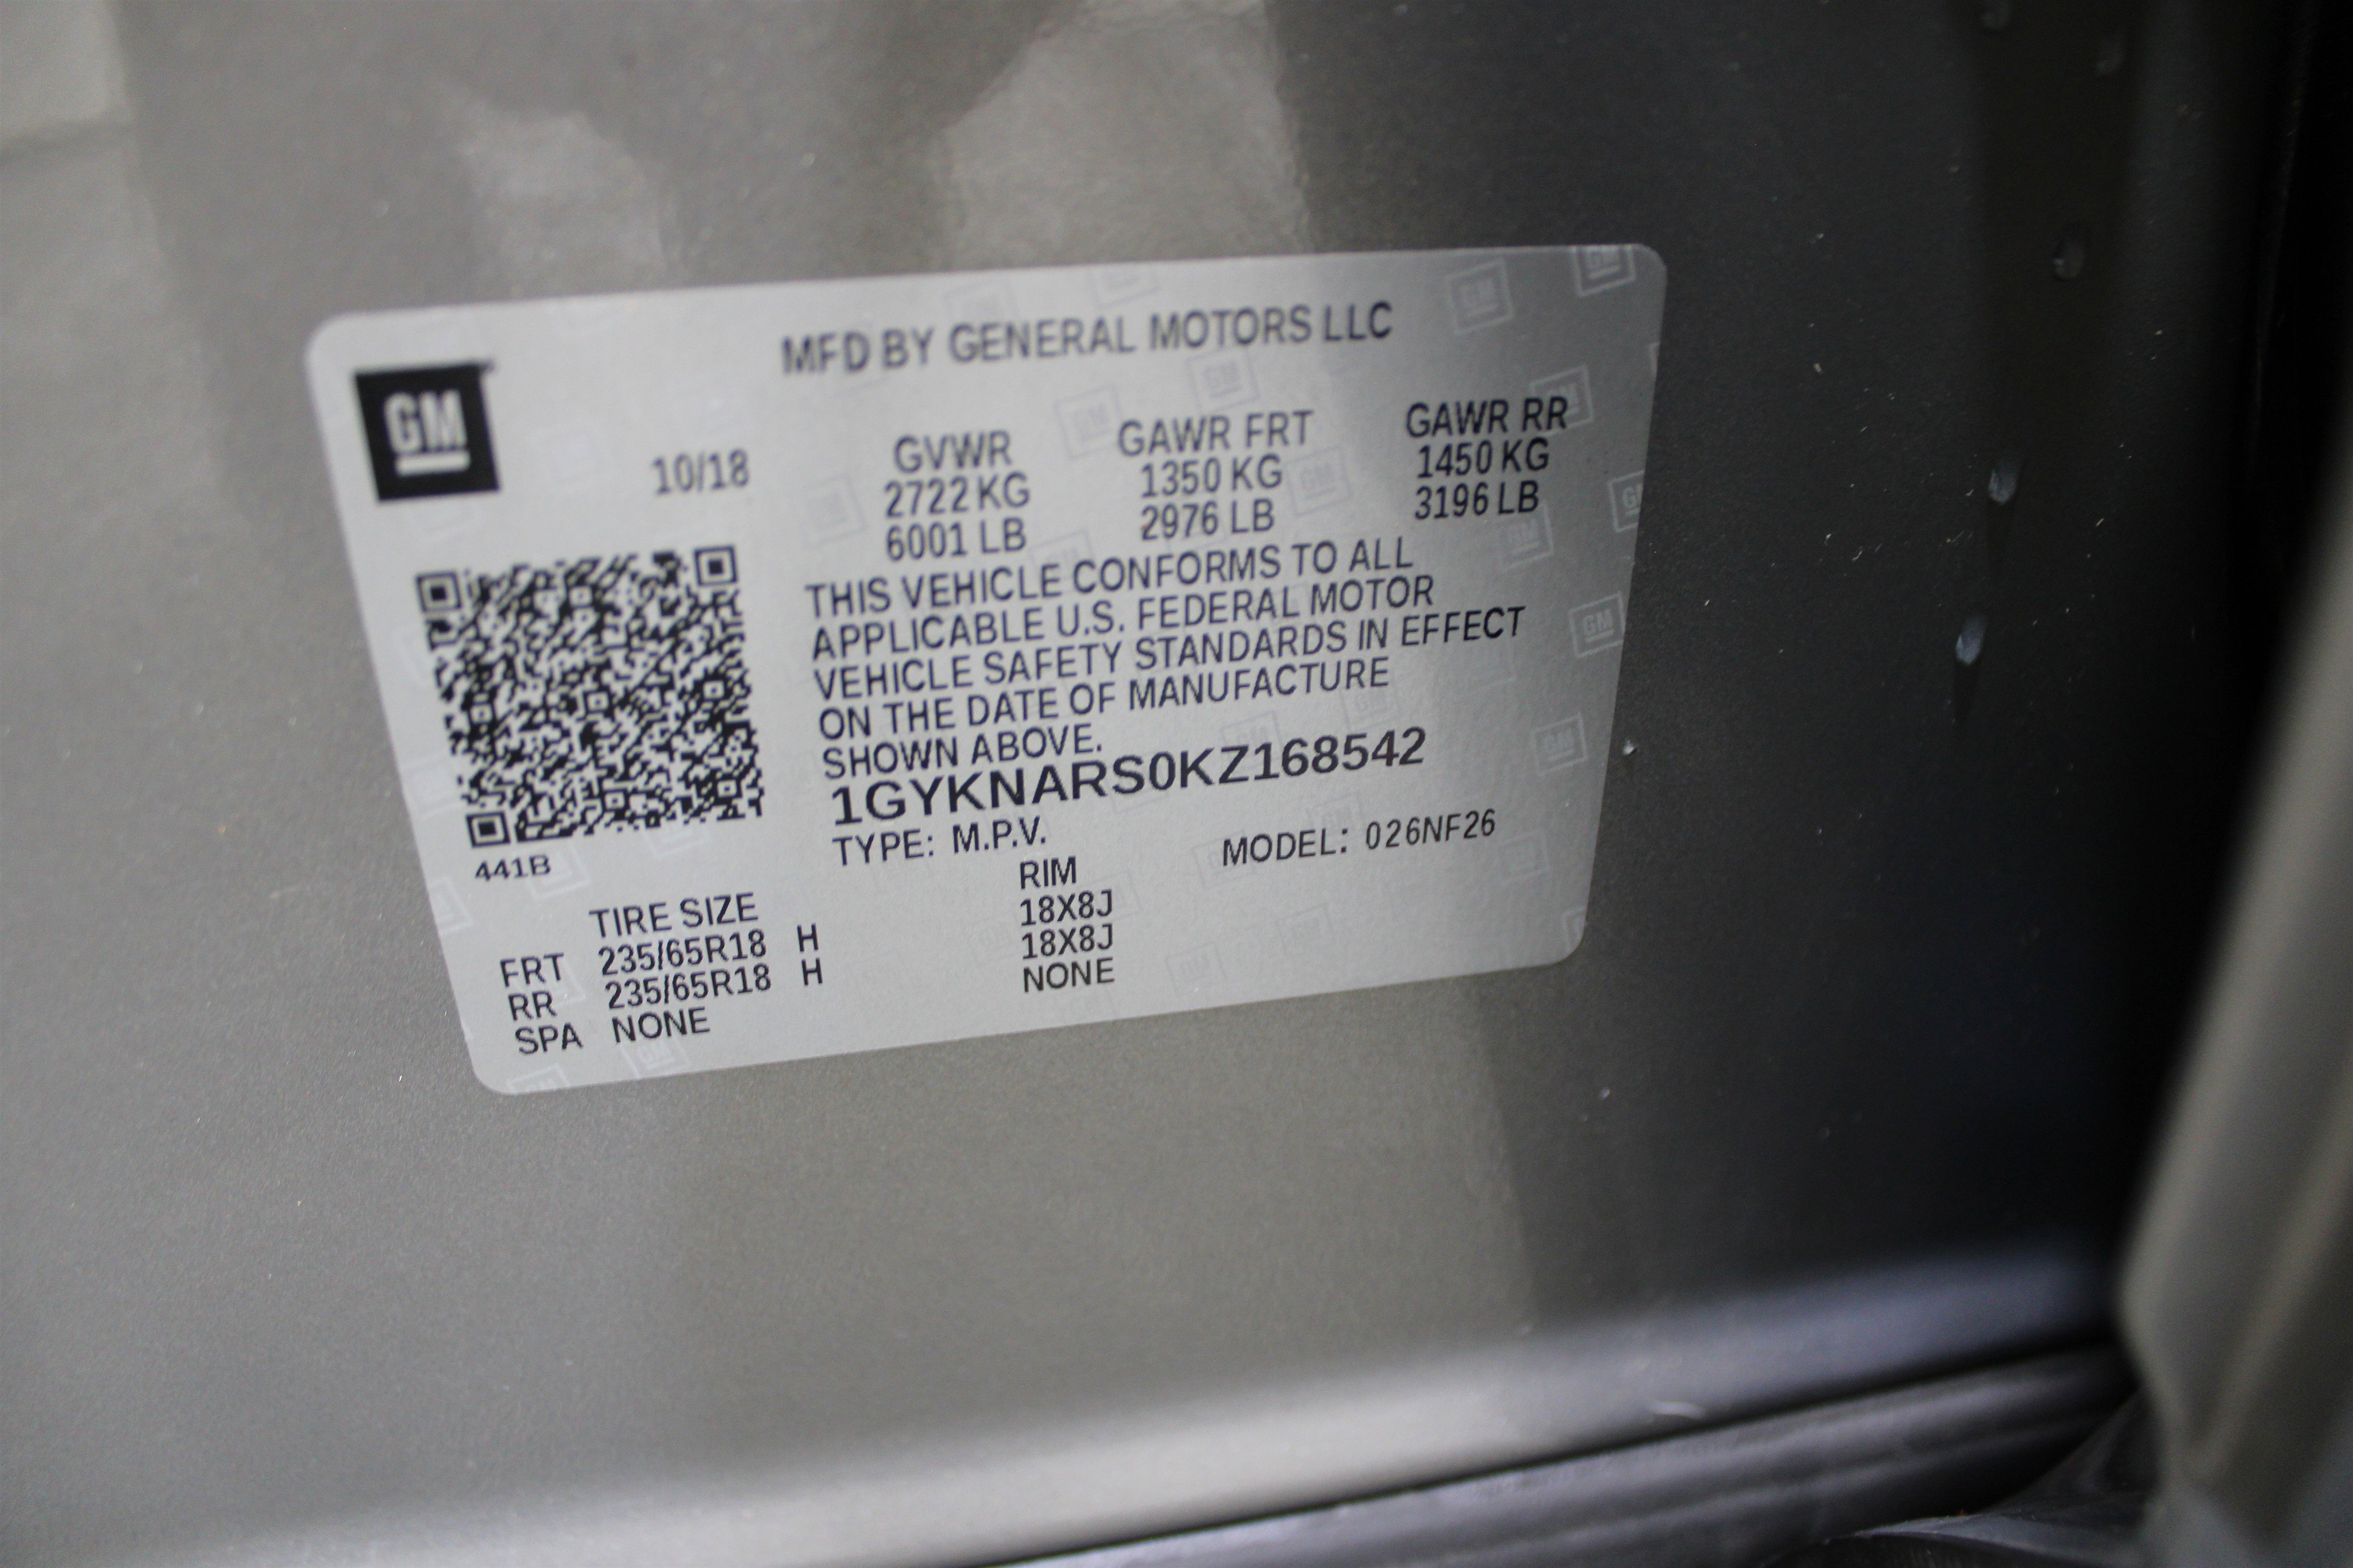 MFD BY GENERAL MOTORS LLC
GM
10/18
GVWR GAWR FRT GAWR RR
2722 KG 1350 KG 1450 KG
6001 LB 2976 LB 3196 LB
THIS VEHICLE CONFORMS TO ALL
APPLICABLE U.S. FEDERAL MOTOR
VEHICLE SAFETY STANDARDS IN EFFECT
ON THE DATE OF MANUFACTURE
SHOWN ABOVE.
1GYKNARS0KZ168542
TYPE: M.P.V. MODEL: 026NF26
441B
TIRE SIZE RIM
FRT 235/65R18 H 18X8J
RR 235/65R18 H 18X8J
SPA NONE NONE